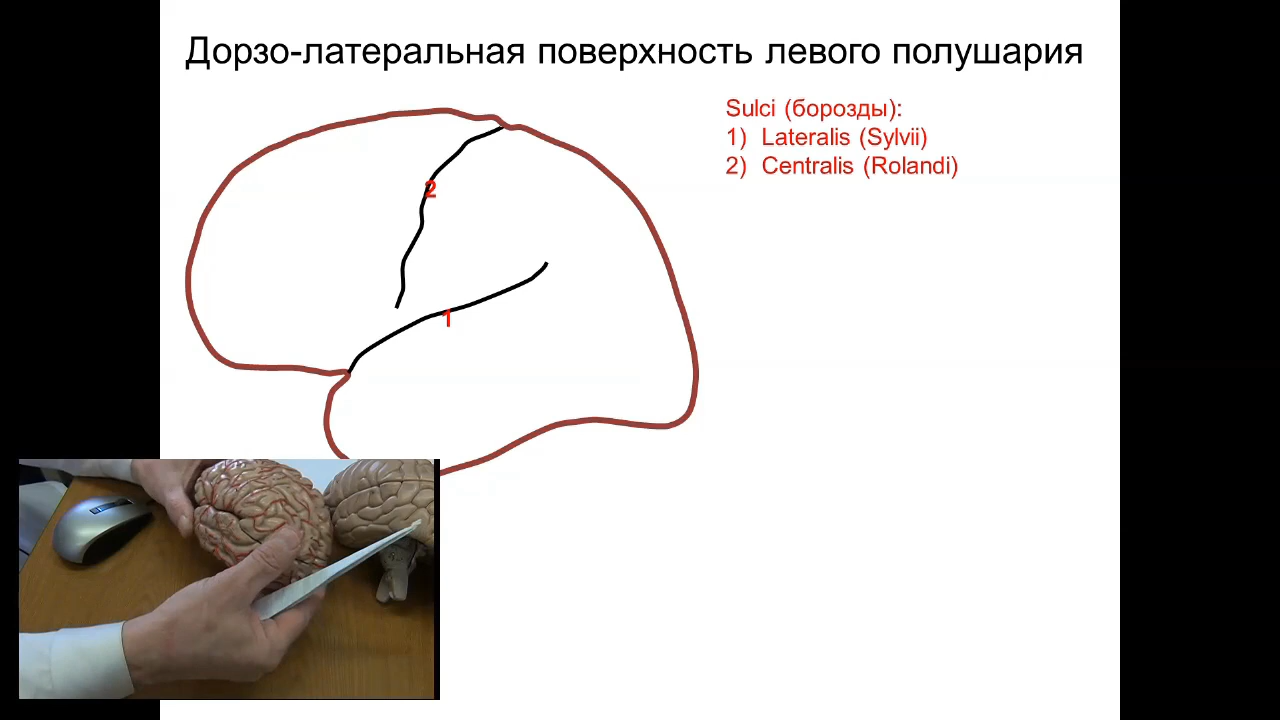 Дорзо-латеральная поверхность левого полушария
Sulci (борозды):
1) Lateralis (Sylvii)
2) Centralis (Rolandi)
2
1